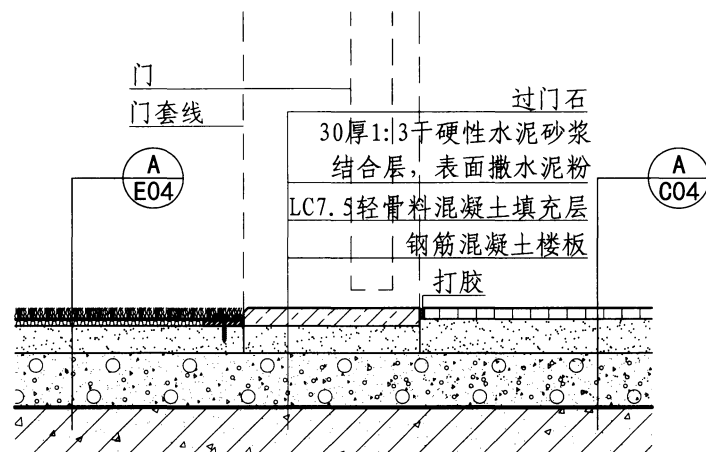 门
门套线
过门石
30厚1:3干硬性水泥砂浆
结合层，表面撒水泥粉
LC7.5轻骨料混凝土填充层
钢筋混凝土楼板
打胶
A
E04
A
C04